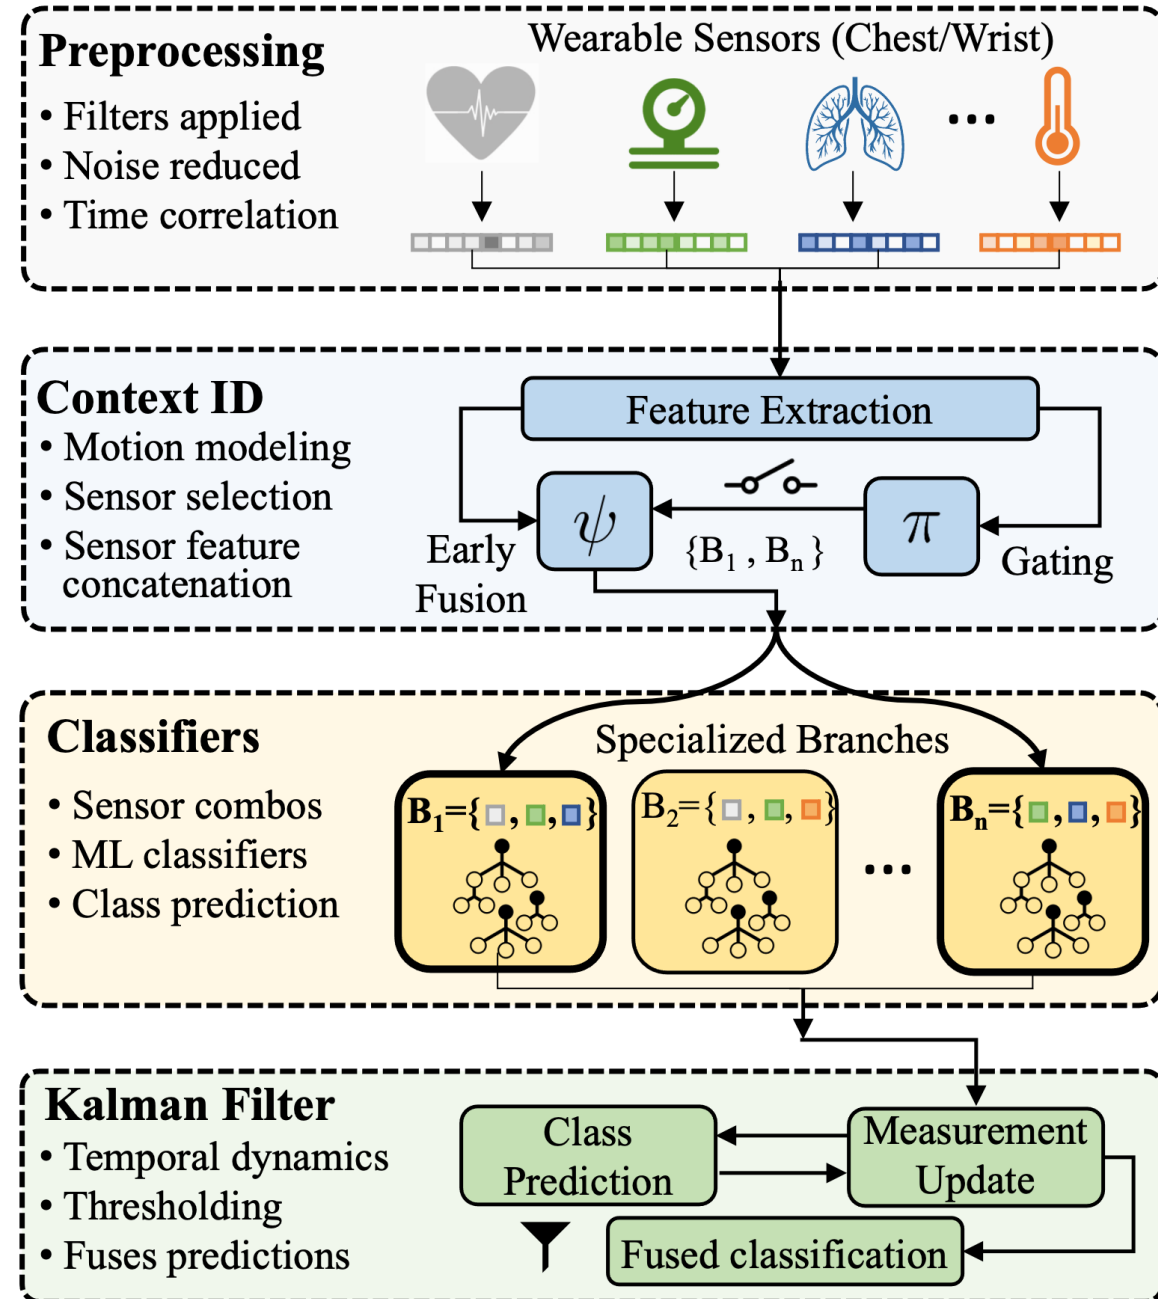 Preprocessing
• Filters applied
• Noise reduced
• Time correlation
Wearable Sensors (Chest/Wrist)
...
Context ID
• Motion modeling
• Sensor selection
• Sensor feature
concatenation
Feature Extraction
ψ
π
{B₁ , Bₙ }
Early
Fusion
Gating
Classifiers
• Sensor combos
• ML classifiers
• Class prediction
Specialized Branches
B₁={ , , }
B₂={ , , }
...
Bₙ={ , , }
Kalman Filter
• Temporal dynamics
• Thresholding
• Fuses predictions
Class
Prediction
Measurement
Update
Fused classification